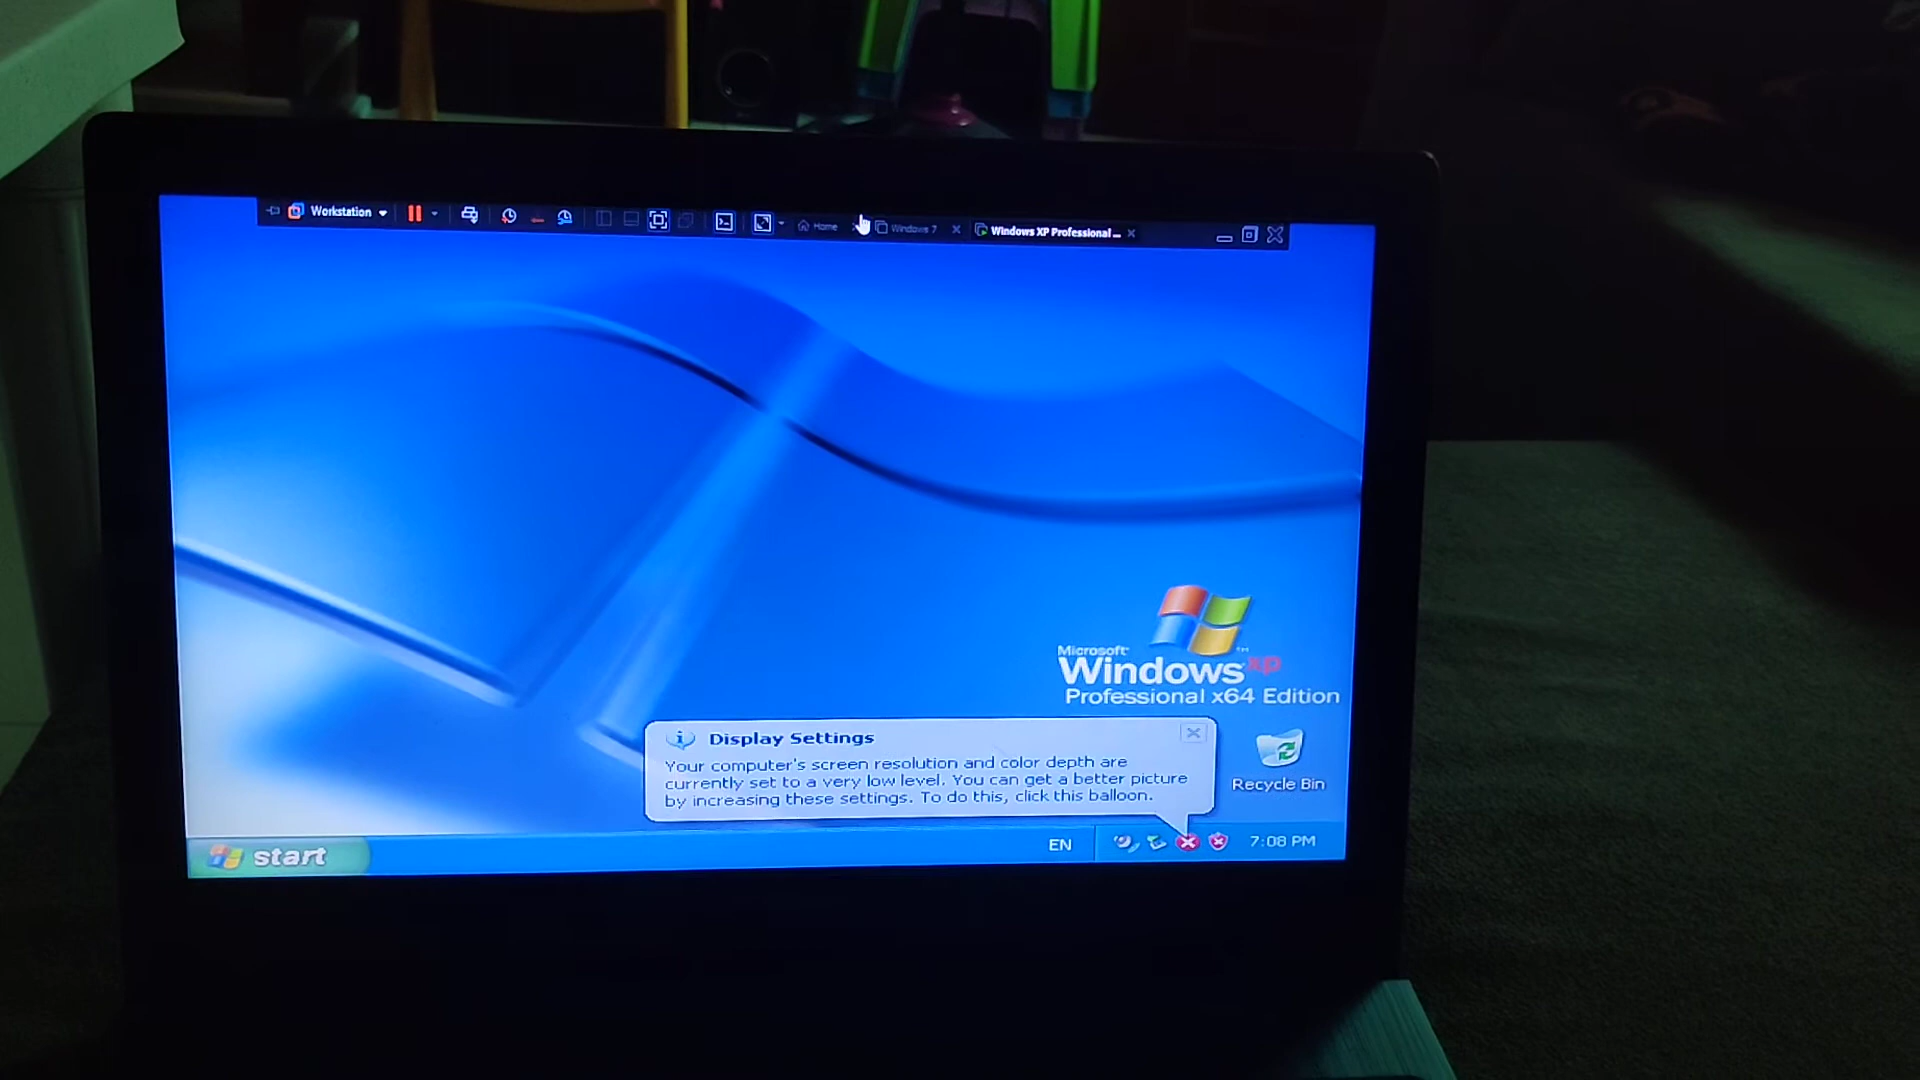 Workstation
Home
Windows 7
Windows XP Professional ...
Microsoft
Windows xp
Professional x64 Edition
Display Settings
Your computer's screen resolution and color depth are
currently set to a very low level. You can get a better picture
by increasing these settings. To do this, click this balloon.
Recycle Bin
start
EN
7:08 PM